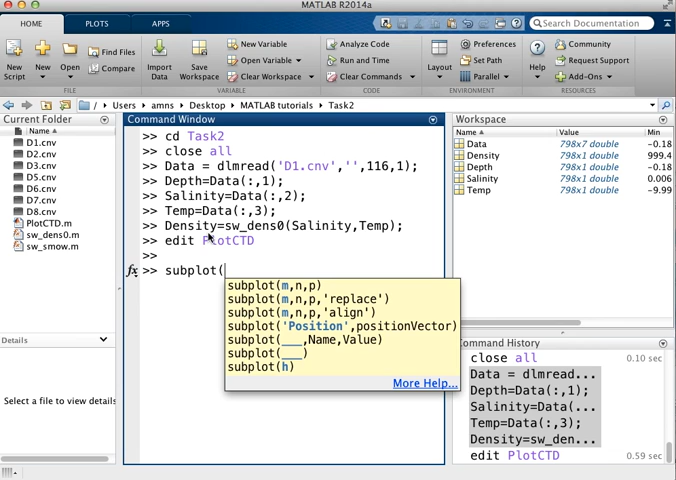 MATLAB R2014a
HOME PLOTS APPS
Search Documentation
New Script
New
Open
Find Files
Compare
FILE
Import Data
Save Workspace
New Variable
Open Variable
Clear Workspace
VARIABLE
Analyze Code
Run and Time
Clear Commands
CODE
Layout
Preferences
Set Path
Parallel
ENVIRONMENT
Help
Community
Request Support
Add-Ons
RESOURCES
/ Users amns Desktop MATLAB tutorials Task2
Current Folder
Name
D1.cnv
D2.cnv
D3.cnv
D4.cnv
D5.cnv
D6.cnv
D7.cnv
D8.cnv
PlotCTD.m
sw_dens0.m
sw_smow.m
Details
Select a file to view details
Command Window
>> cd Task2
>> close all
>> Data = dlmread('D1.cnv','',116,1);
>> Depth=Data(:,1);
>> Salinity=Data(:,2);
>> Temp=Data(:,3);
>> Density=sw_dens0(Salinity,Temp);
>> edit PlotCTD
>>
fx >> subplot(
subplot(m,n,p)
subplot(m,n,p,'replace')
subplot(m,n,p,'align')
subplot('Position',positionVector)
subplot(___,Name,Value)
subplot(___)
subplot(h)
More Help...
Workspace
Name Value Min
Data 798x7 double -0.18
Density 798x1 double 999.4
Depth 798x1 double -0.18
Salinity 798x1 double 0.006
Temp 798x1 double -9.99
Command History
close all 0.10 sec
Data = dlmread...
Depth=Data(:,1);
Salinity=Data(...
Temp=Data(:,3);
Density=sw_den...
edit PlotCTD 0.59 sec